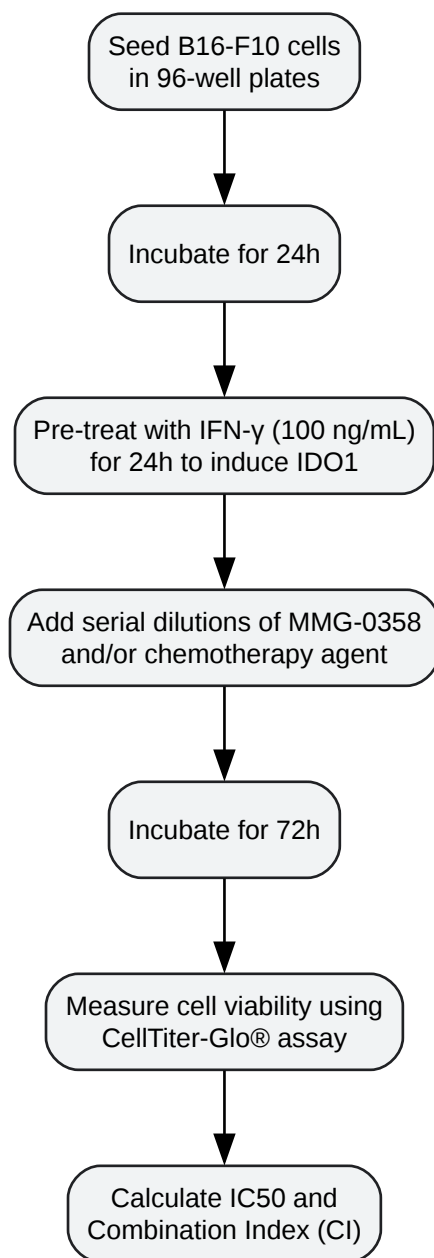 Seed B16-F10 cells
in 96-well plates
Incubate for 24h
Pre-treat with IFN-γ (100 ng/mL)
for 24h to induce IDO1
Add serial dilutions of MMG-0358
and/or chemotherapy agent
Incubate for 72h
Measure cell viability using
CellTiter-Glo® assay
Calculate IC50 and
Combination Index (CI)